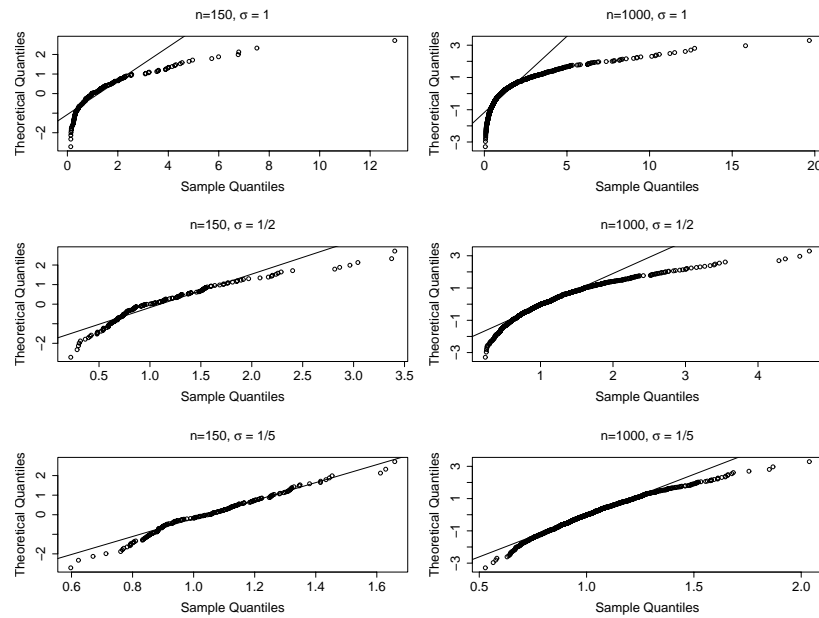 n=150, σ = 1
Theoretical Quantiles
-2 0 1 2
0 2 4 6 8 10 12
Sample Quantiles
n=1000, σ = 1
Theoretical Quantiles
-3 -1 1 3
0 5 10 15 20
Sample Quantiles
n=150, σ = 1/2
Theoretical Quantiles
-2 0 1 2
0.5 1.0 1.5 2.0 2.5 3.0 3.5
Sample Quantiles
n=1000, σ = 1/2
Theoretical Quantiles
-3 -1 1 3
1 2 3 4
Sample Quantiles
n=150, σ = 1/5
Theoretical Quantiles
-2 0 1 2
0.6 0.8 1.0 1.2 1.4 1.6
Sample Quantiles
n=1000, σ = 1/5
Theoretical Quantiles
-3 -1 1 3
0.5 1.0 1.5 2.0
Sample Quantiles